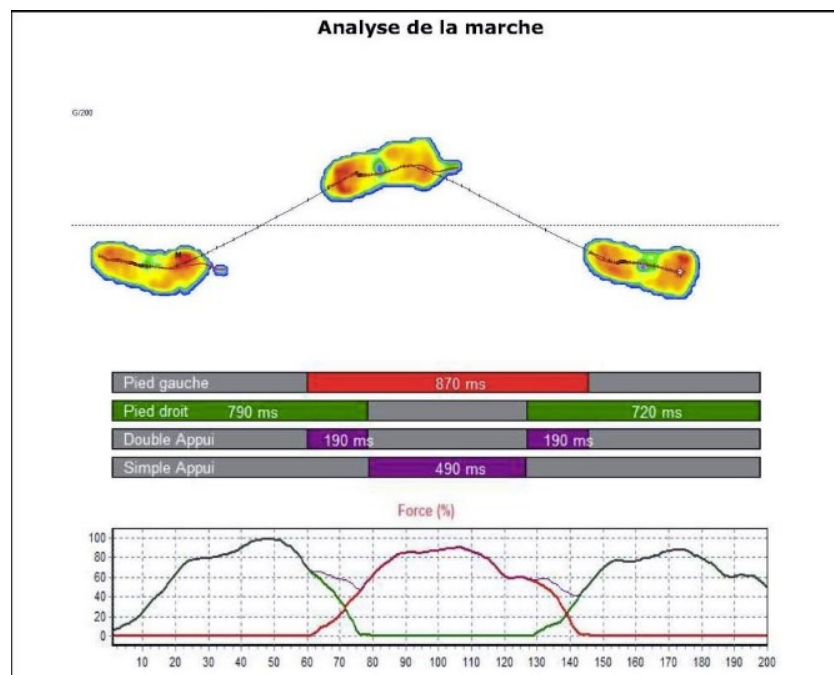 Analyse de la marche
G/200
M
Pied gauche 870 ms
Pied droit 790 ms 720 ms
Double Appui 190 ms 190 ms
Simple Appui 490 ms
Force (%)
100
80
60
40
20
0
10 20 30 40 50 60 70 80 90 100 110 120 130 140 150 160 170 180 190 200